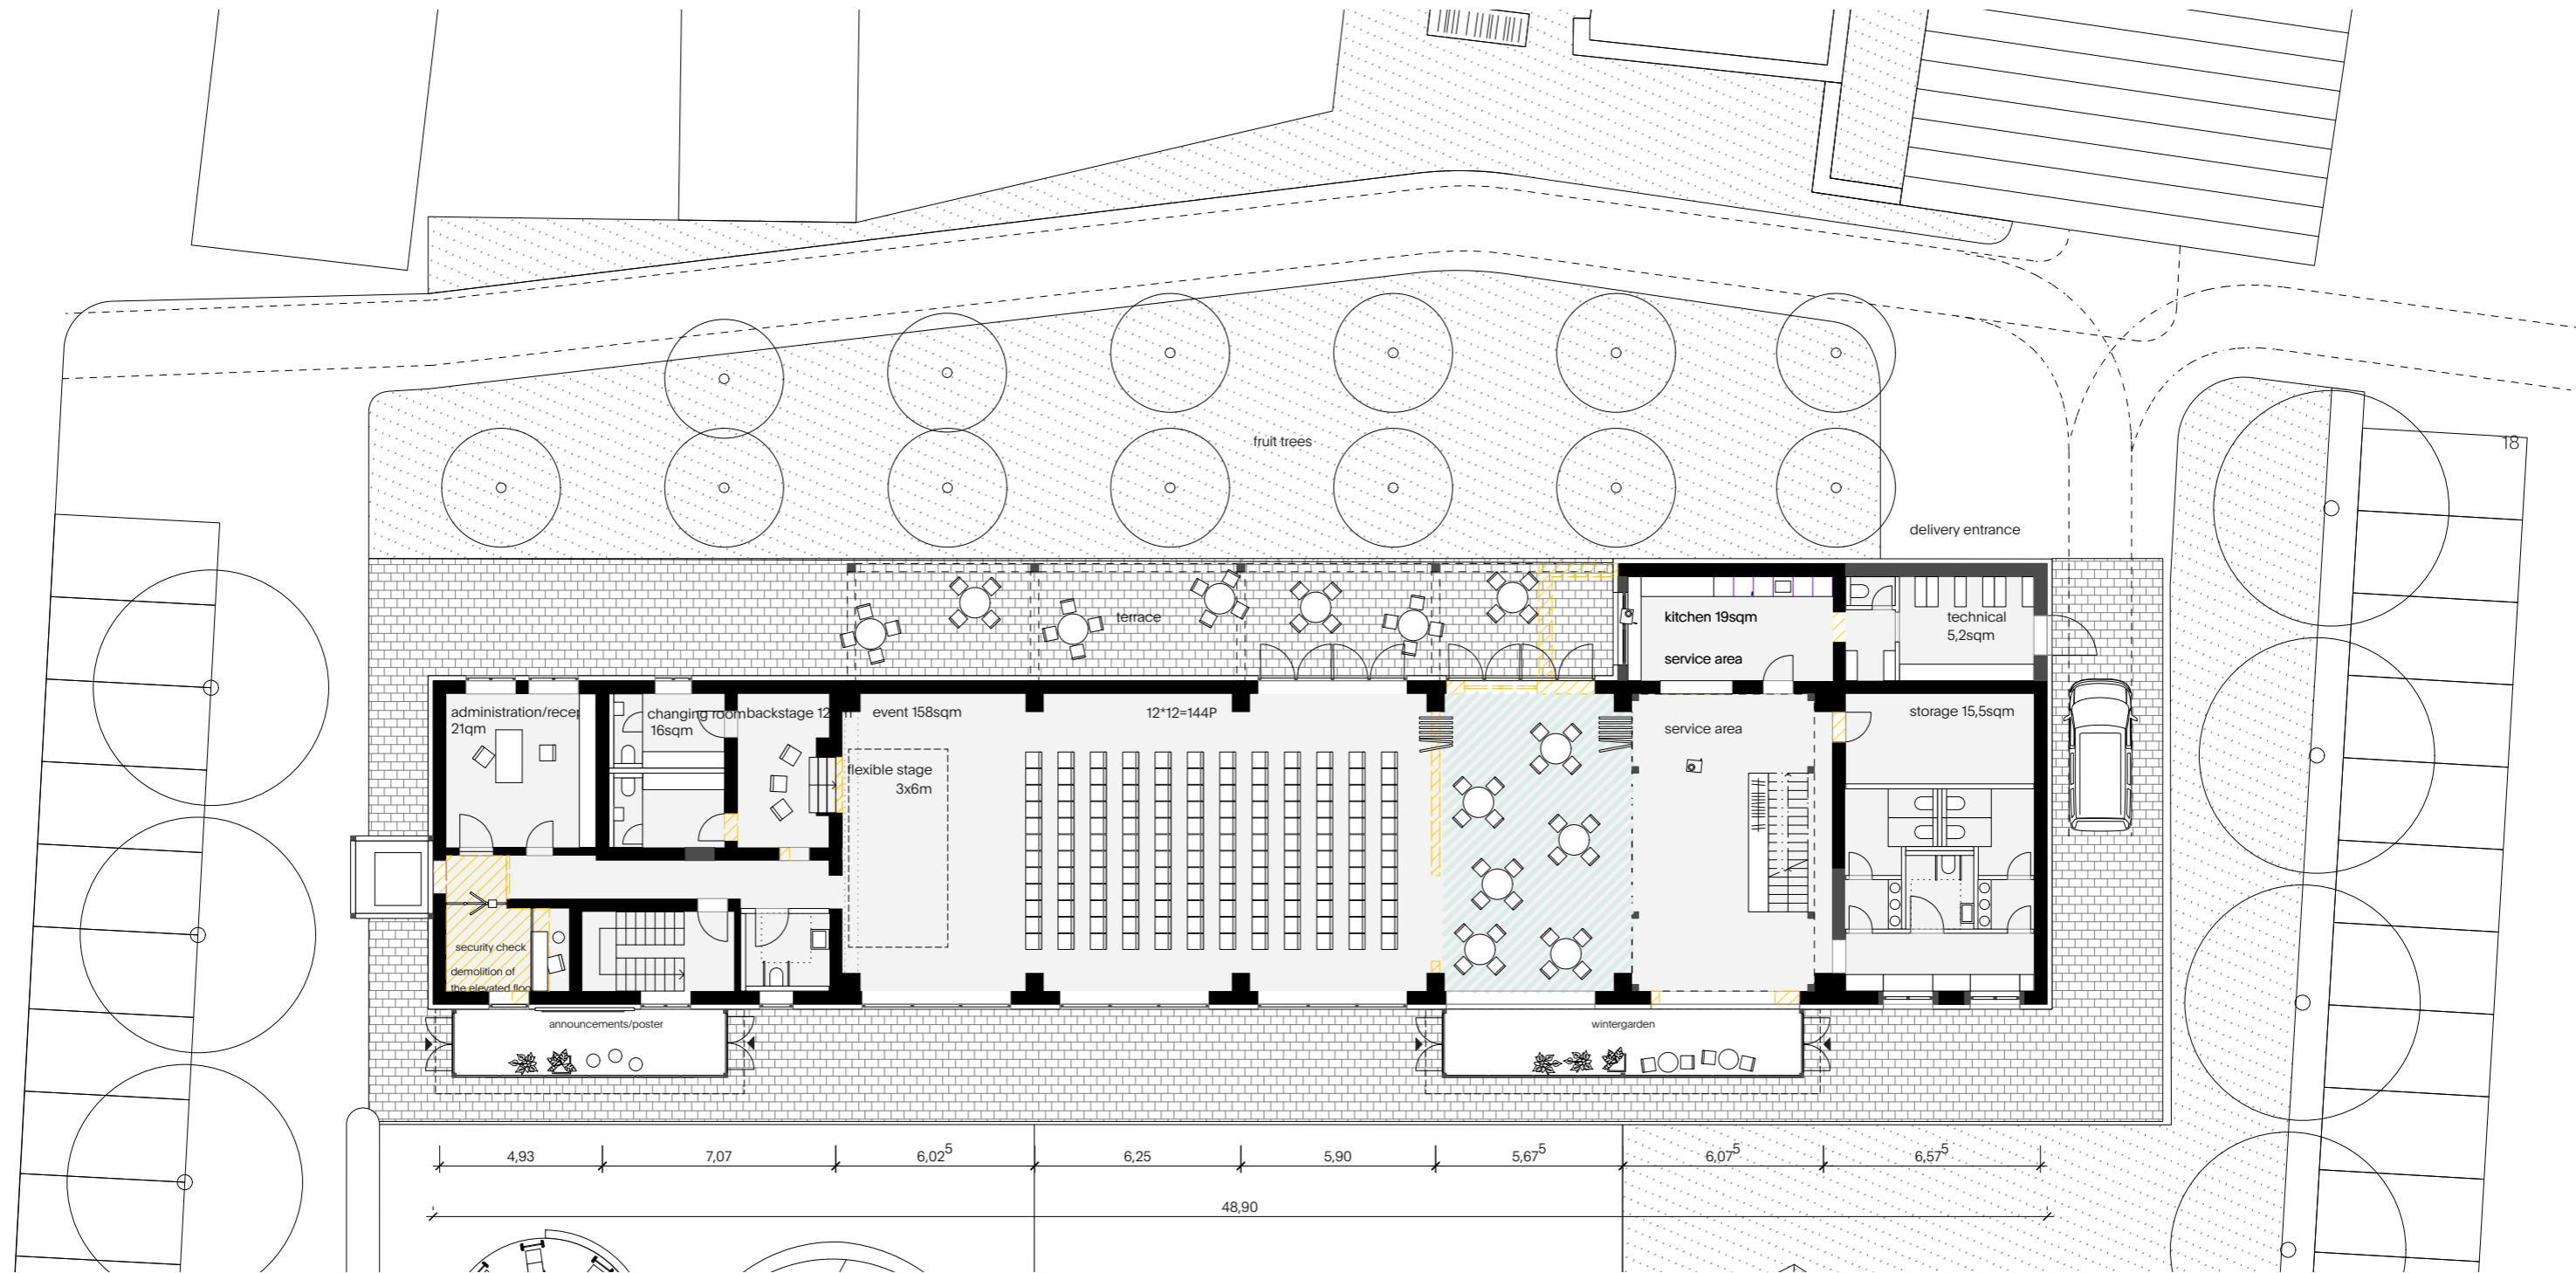 18
fruit trees
delivery entrance
terrace
kitchen 19sqm
service area
technical
5,2sqm
administration/recep
21qm
changing room
16sqm
backstage 12
event 158sqm
12*12=144P
service area
storage 15,5sqm
flexible stage
3x6m
security check
demolition of
the elevated floo
announcements/poster
wintergarden
4,93
7,07
6,02⁵
6,25
5,90
5,67⁵
6,07⁵
6,57⁵
48,90